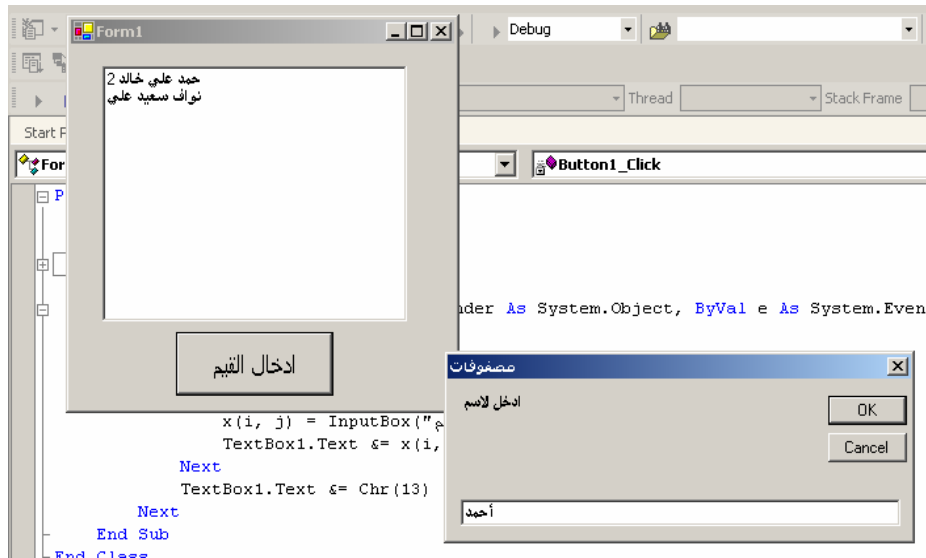 Form1
Debug
حمد علي خالد 2
نواف سعيد علي
Thread
Stack Frame
Start
For
Button1_Click
P
nder As System.Object, ByVal e As System.Even
ادخال القيم
مصفوفات
ادخل لاسم
OK
Cancel
أحمد
x(i, j) = InputBox("م
TextBox1.Text &= x(i,
Next
TextBox1.Text &= Chr(13)
Next
End Sub
End Class